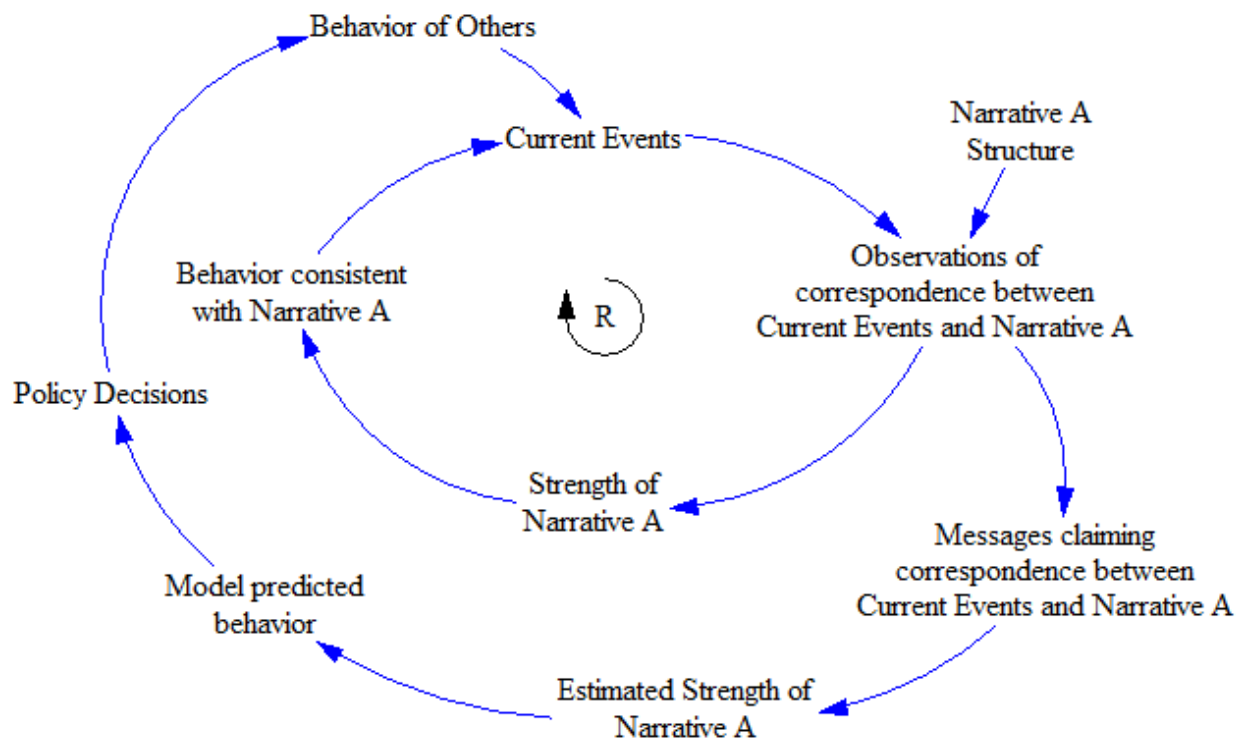 Behavior of Others
Current Events
Narrative A
Structure
Behavior consistent
with Narrative A
R
Observations of
correspondence between
Current Events and Narrative A
Policy Decisions
Strength of
Narrative A
Messages claiming
correspondence between
Current Events and Narrative A
Model predicted
behavior
Estimated Strength of
Narrative A